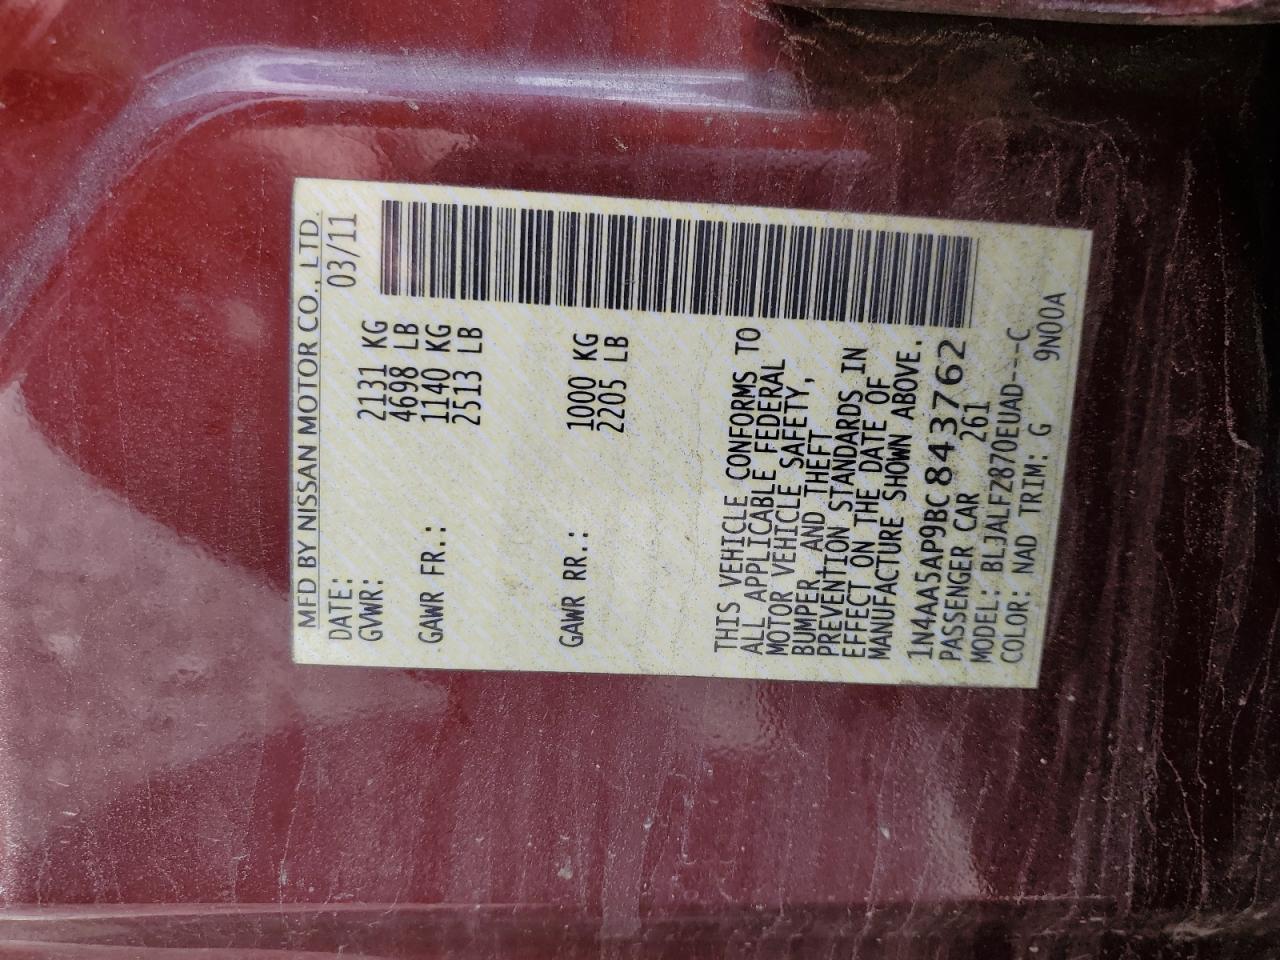 MFD BY NISSAN MOTOR CO., LTD.
DATE: 03/11
GVWR: 2131 KG
4698 LB
GAWR FR.: 1140 KG
2513 LB
GAWR RR.: 1000 KG
2205 LB
THIS VEHICLE CONFORMS TO
ALL APPLICABLE FEDERAL
MOTOR VEHICLE SAFETY,
BUMPER AND THEFT
PREVENTION STANDARDS IN
EFFECT ON THE DATE OF
MANUFACTURE SHOWN ABOVE.
1N4AA5AP9BC843762
PASSENGER CAR 261
MODEL: BLJALFZ870EUAD---C
COLOR: NAD TRIM: G 9N00A